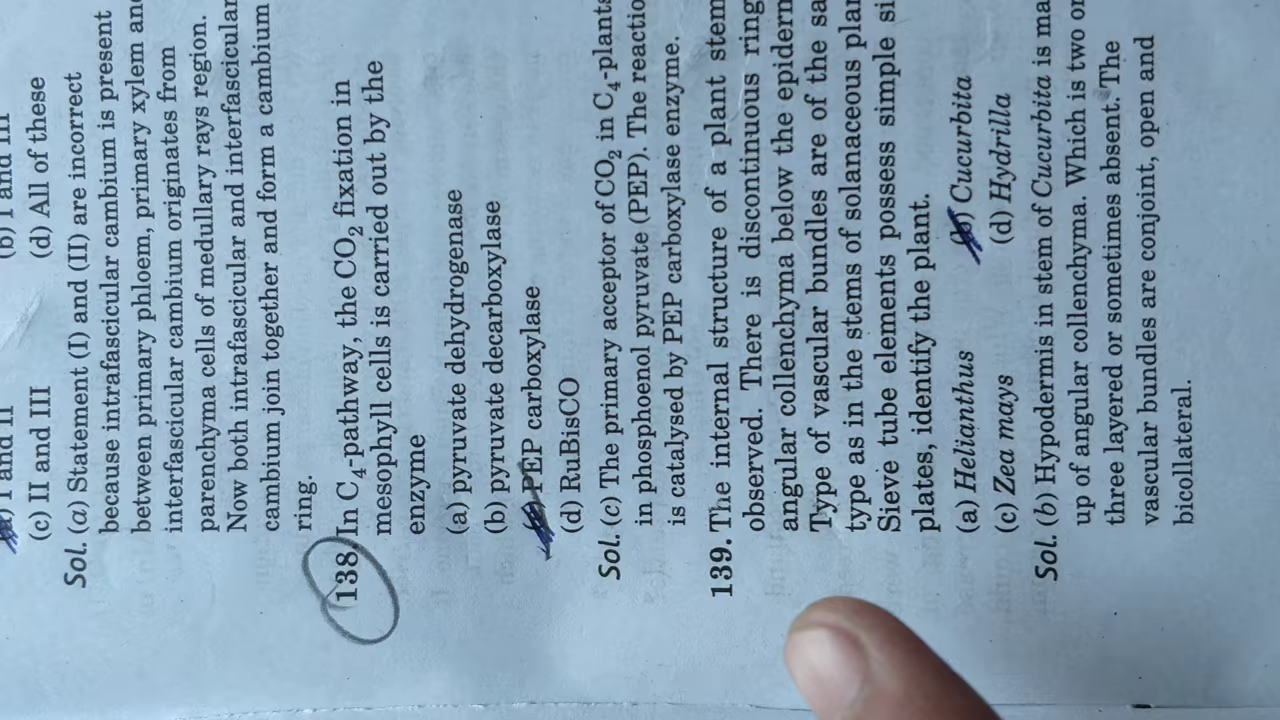 (b) I and III
I and II
(c) II and III (d) All of these
Sol. (a) Statement (I) and (II) are incorrect
because intrafascicular cambium is present
between primary phloem, primary xylem and
interfascicular cambium originates from
parenchyma cells of medullary rays region.
Now both intrafascicular and interfascicular
cambium join together and form a cambium
ring.
138. In C₄-pathway, the CO₂ fixation in
mesophyll cells is carried out by the
enzyme
(a) pyruvate dehydrogenase
(b) pyruvate decarboxylase
PEP carboxylase
(d) RuBisCO
Sol. (c) The primary acceptor of CO₂ in C₄-plants
in phosphoenol pyruvate (PEP). The reactio
is catalysed by PEP carboxylase enzyme.
139. The internal structure of a plant stem
observed. There is discontinuous ring
angular collenchyma below the epiderm
Type of vascular bundles are of the sa
type as in the stems of solanaceous plan
Sieve tube elements possess simple si
plates, identify the plant.
(a) Helianthus (b) Cucurbita
(c) Zea mays (d) Hydrilla
Sol. (b) Hypodermis in stem of Cucurbita is ma
up of angular collenchyma. Which is two or
three layered or sometimes absent. The
vascular bundles are conjoint, open and
bicollateral.